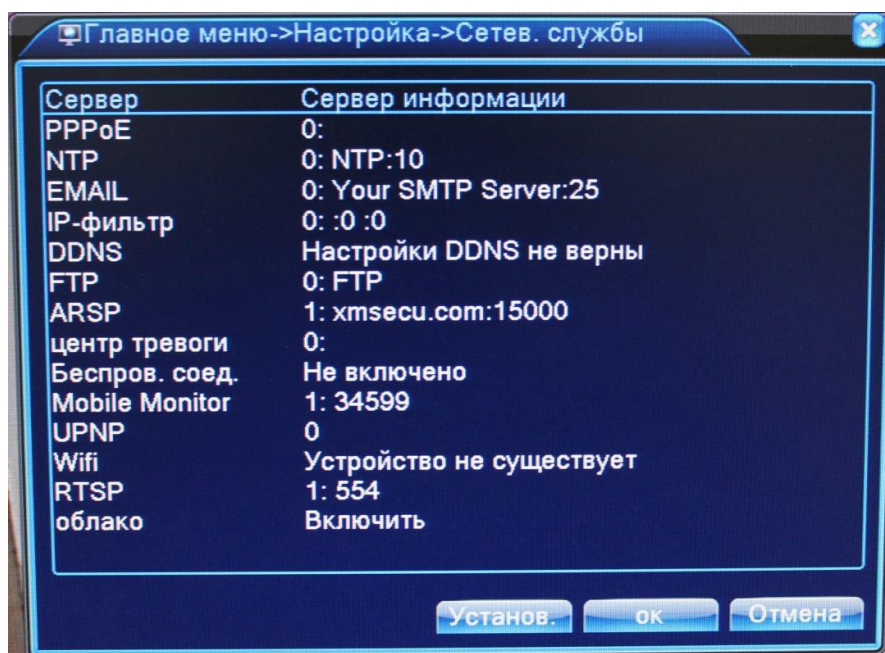 Главное меню->Настройка->Сетев. службы
Сервер Сервер информации
PPPoE 0:
NTP 0: NTP:10
EMAIL 0: Your SMTP Server:25
IP-фильтр 0: :0 :0
DDNS Настройки DDNS не верны
FTP 0: FTP
ARSP 1: xmsecu.com:15000
центр тревоги 0:
Беспров. соед. Не включено
Mobile Monitor 1: 34599
UPNP 0
Wifi Устройство не существует
RTSP 1: 554
облако Включить
Установ. ок Отмена